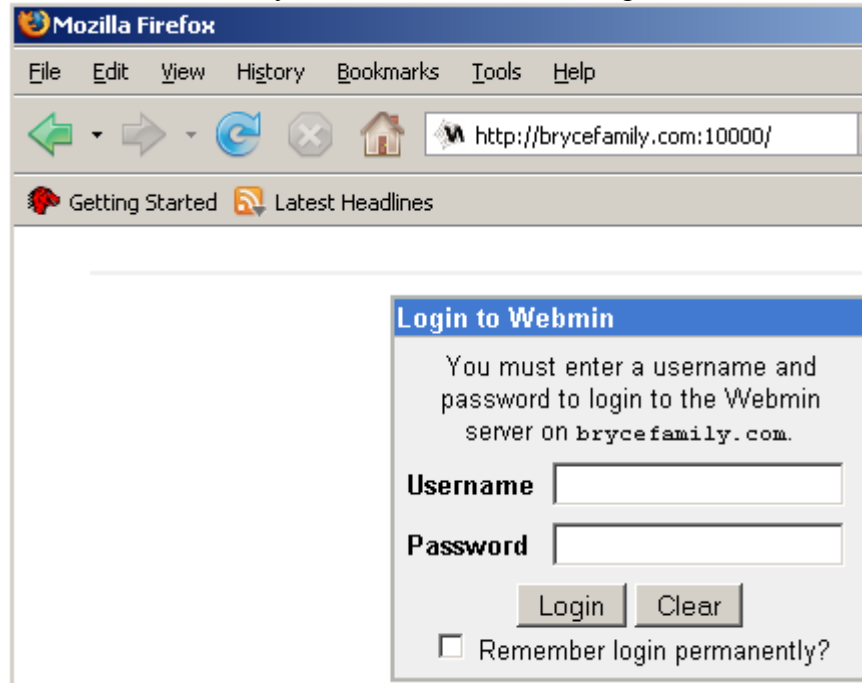 Mozilla Firefox
File Edit View History Bookmarks Tools Help
http://brycefamily.com:10000/
Getting Started Latest Headlines
Login to Webmin
You must enter a username and
password to login to the Webmin
server on brycefamily.com.
Username
Password
Login Clear
Remember login permanently?